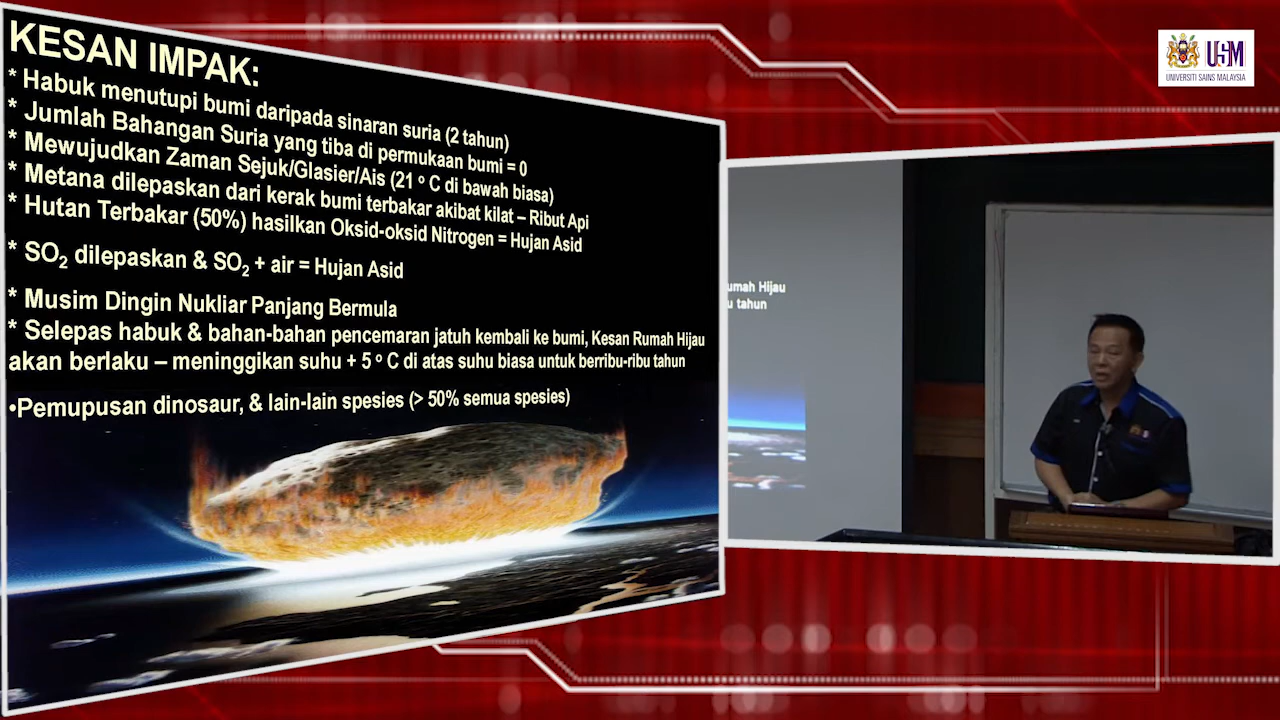 KESAN IMPAK:
* Habuk menutupi bumi daripada sinaran suria (2 tahun)
* Jumlah Bahangan Suria yang tiba di permukaan bumi = 0
* Mewujudkan Zaman Sejuk/Glasier/Ais (21 º C di bawah biasa)
* Metana dilepaskan dari kerak bumi terbakar akibat kilat – Ribut Api
* Hutan Terbakar (50%) hasilkan Oksid-oksid Nitrogen = Hujan Asid
* SO₂ dilepaskan & SO₂ + air = Hujan Asid
* Musim Dingin Nukliar Panjang Bermula
* Selepas habuk & bahan-bahan pencemaran jatuh kembali ke bumi, Kesan Rumah Hijau
akan berlaku – meninggikan suhu + 5 º C di atas suhu biasa untuk berribu-ribu tahun
•Pemupusan dinosaur, & lain-lain spesies (> 50% semua spesies)
USM
UNIVERSITI SAINS MALAYSIA
umah Hijau
u tahun